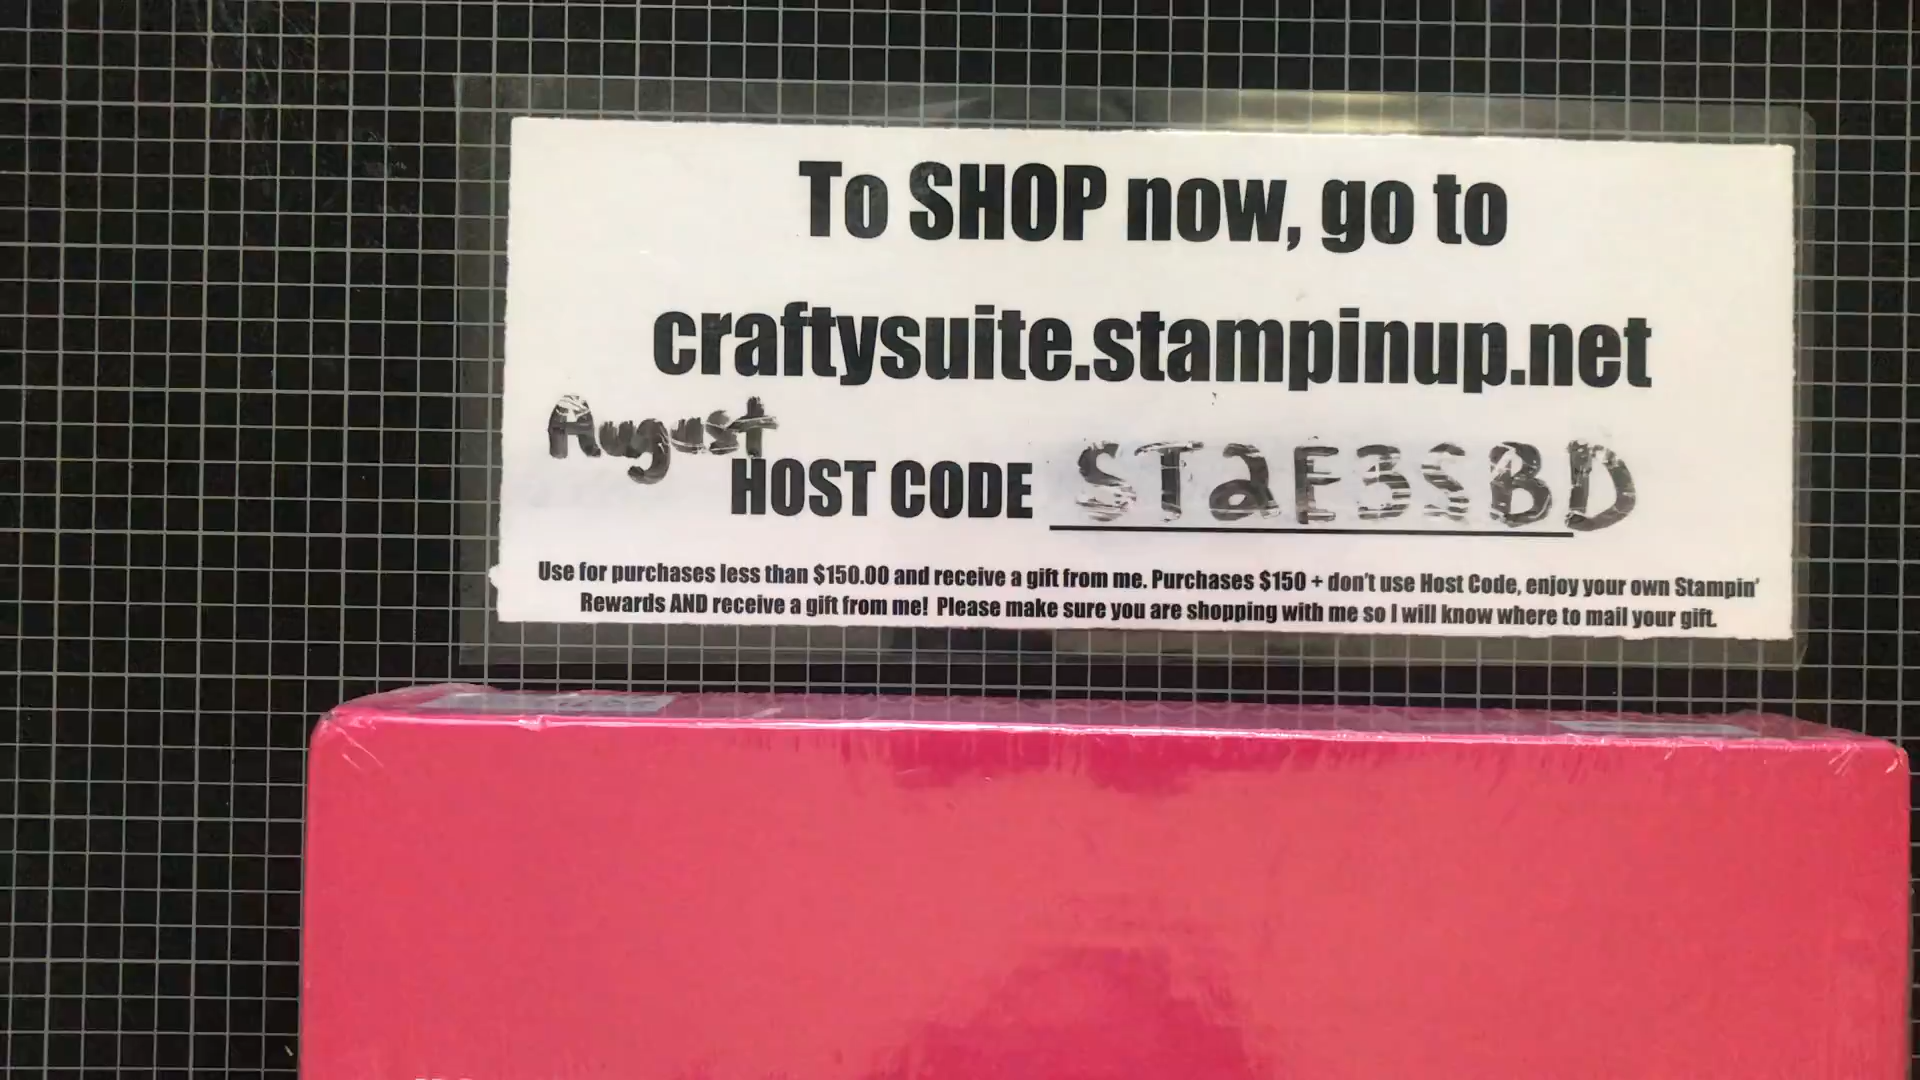 To SHOP now, go to
craftysuite.stampinup.net
August
HOST CODE ST2E3SBD
Use for purchases less than $150.00 and receive a gift from me. Purchases $150 + don't use Host Code, enjoy your own Stampin'
Rewards AND receive a gift from me! Please make sure you are shopping with me so I will know where to mail your gift.